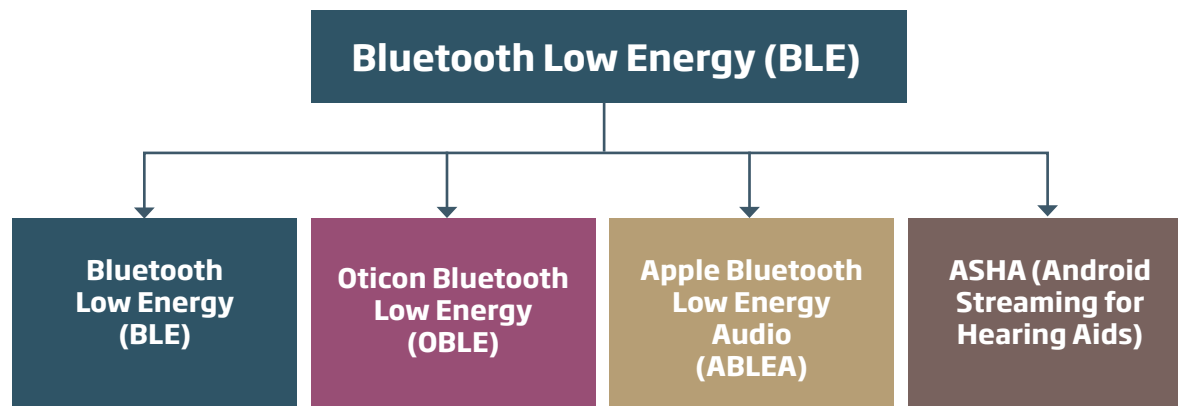 Bluetooth Low Energy (BLE)
Bluetooth
Low Energy
(BLE)
Oticon Bluetooth
Low Energy
(OBLE)
Apple Bluetooth
Low Energy
Audio
(ABLEA)
ASHA (Android
Streaming for
Hearing Aids)